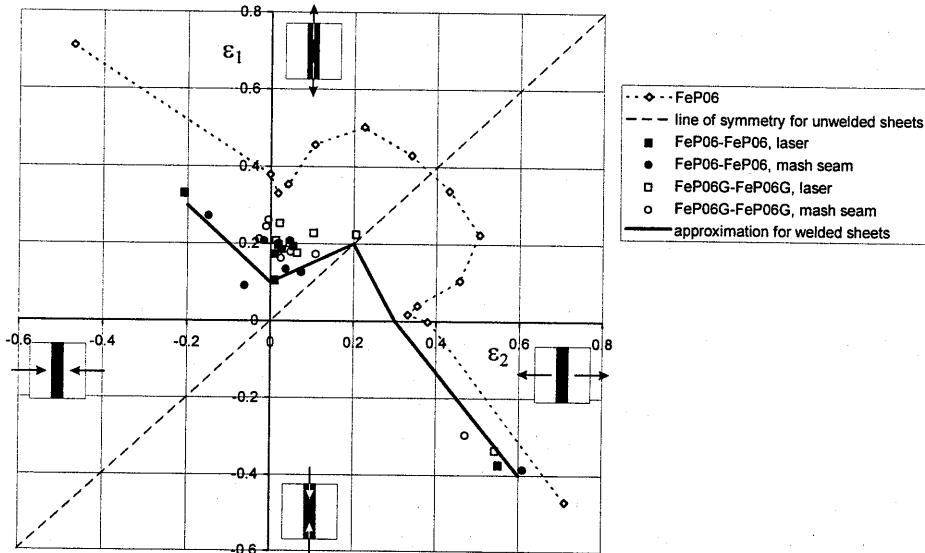 0.8
ε1
0.6
0.4
0.2
0
-0.6
-0.4
-0.2
0.2
0.4
0.6
0.8
ε2
-0.2
-0.4
-0.6
FeP06
line of symmetry for unwelded sheets
FeP06-FeP06, laser
FeP06-FeP06, mash seam
FeP06G-FeP06G, laser
FeP06G-FeP06G, mash seam
approximation for welded sheets